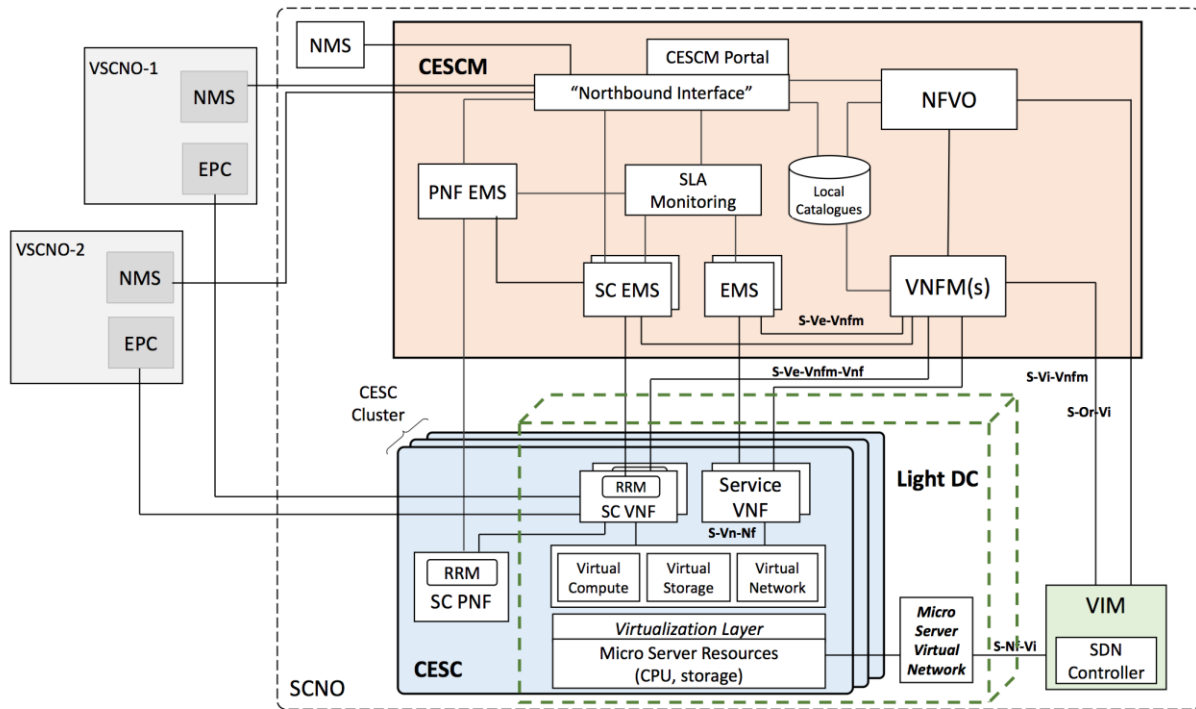 NMS
VSCNO-1
NMS
EPC
VSCNO-2
NMS
EPC
CESCM
CESCM Portal
“Northbound Interface”
NFVO
PNF EMS
SLA
Monitoring
Local
Catalogues
SC EMS
EMS
VNFM(s)
S-Ve-Vnfm
S-Ve-Vnfm-Vnf
S-Vi-Vnfm
S-Or-Vi
CESC
Cluster
Light DC
RRM
SC VNF
Service
VNF
S-Vn-Nf
RRM
SC PNF
Virtual
Compute
Virtual
Storage
Virtual
Network
Virtualization Layer
Micro Server Resources
(CPU, storage)
Micro
Server
Virtual
Network
S-Nf-Vi
VIM
SDN
Controller
CESC
SCNO